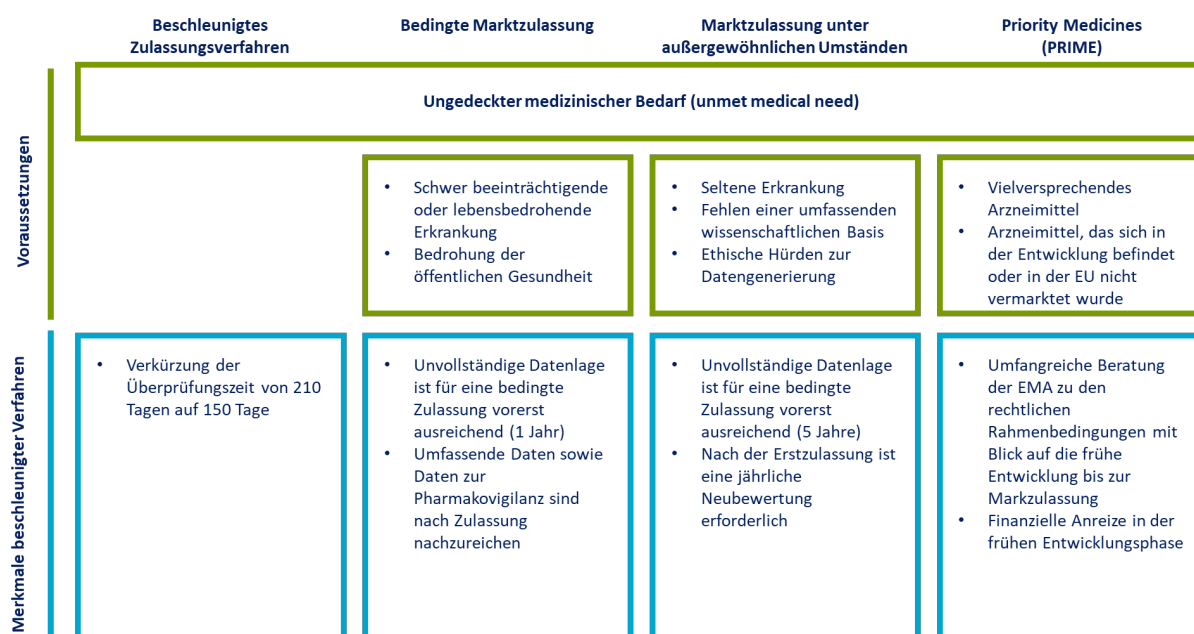 Beschleunigtes
Zulassungsverfahren
Bedingte Marktzulassung
Marktzulassung unter
außergewöhnlichen Umständen
Priority Medicines
(PRIME)
Voraussetzungen
Ungedeckter medizinischer Bedarf (unmet medical need)
• Schwer beeinträchtigende
oder lebensbedrohende
Erkrankung
• Bedrohung der
öffentlichen Gesundheit
• Seltene Erkrankung
• Fehlen einer umfassenden
wissenschaftlichen Basis
• Ethische Hürden zur
Datengenerierung
• Vielversprechendes
Arzneimittel
• Arzneimittel, das sich in
der Entwicklung befindet
oder in der EU nicht
vermarktet wurde
Merkmale beschleunigter Verfahren
• Verkürzung der
Überprüfungszeit von 210
Tagen auf 150 Tage
• Unvollständige Datenlage
ist für eine bedingte
Zulassung vorerst
ausreichend (1 Jahr)
• Umfassende Daten sowie
Daten zur
Pharmakovigilanz sind
nach Zulassung
nachzureichen
• Unvollständige Datenlage
ist für eine bedingte
Zulassung vorerst
ausreichend (5 Jahre)
• Nach der Erstzulassung ist
eine jährliche
Neubewertung
erforderlich
• Umfangreiche Beratung
der EMA zu den
rechtlichen
Rahmenbedingungen mit
Blick auf die frühe
Entwicklung bis zur
Markzulassung
• Finanzielle Anreize in der
frühen Entwicklungsphase